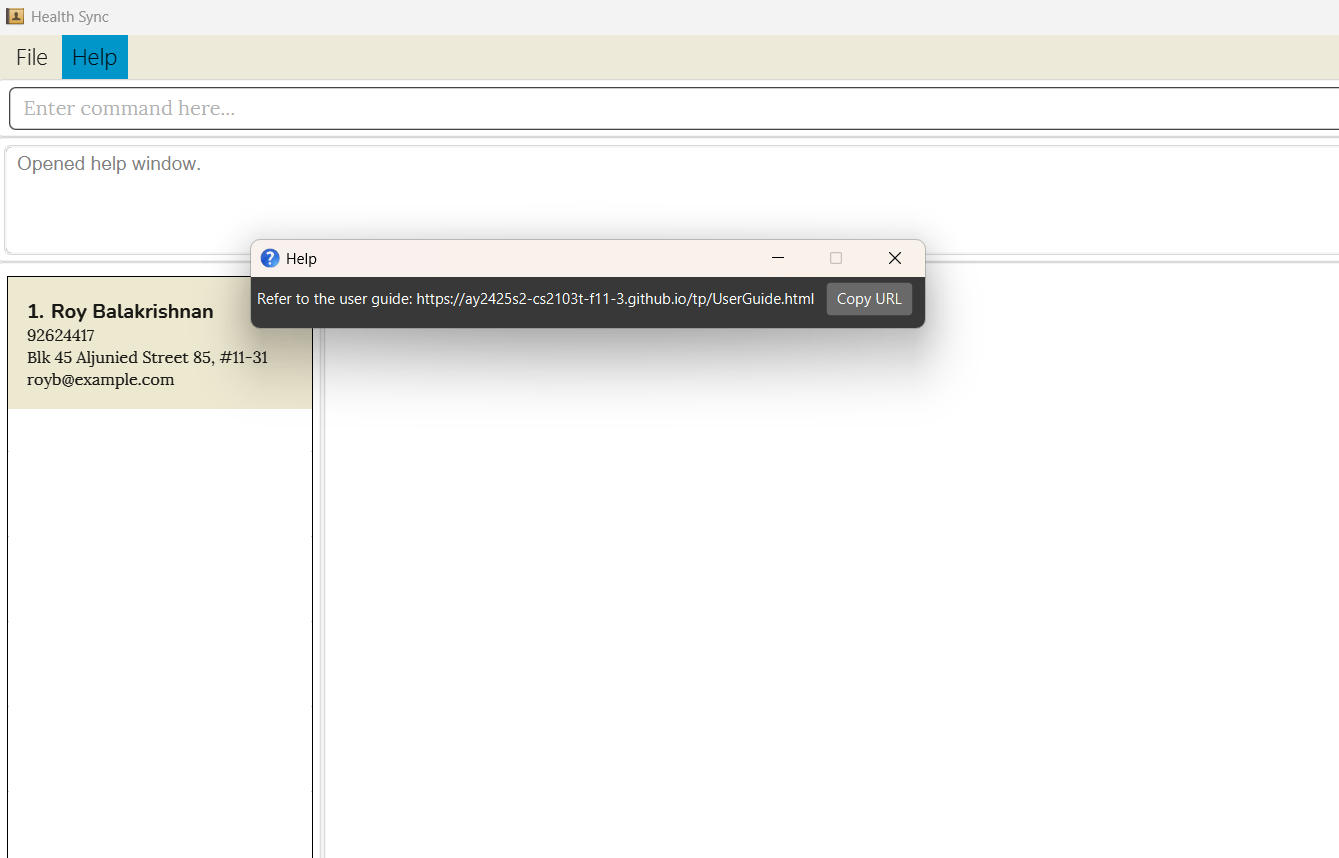 Health Sync
File Help
Enter command here...
Opened help window.
Help
Refer to the user guide: https://ay2425s2-cs2103t-f11-3.github.io/tp/UserGuide.html Copy URL
1. Roy Balakrishnan
92624417
Blk 45 Aljunied Street 85, #11-31
royb@example.com